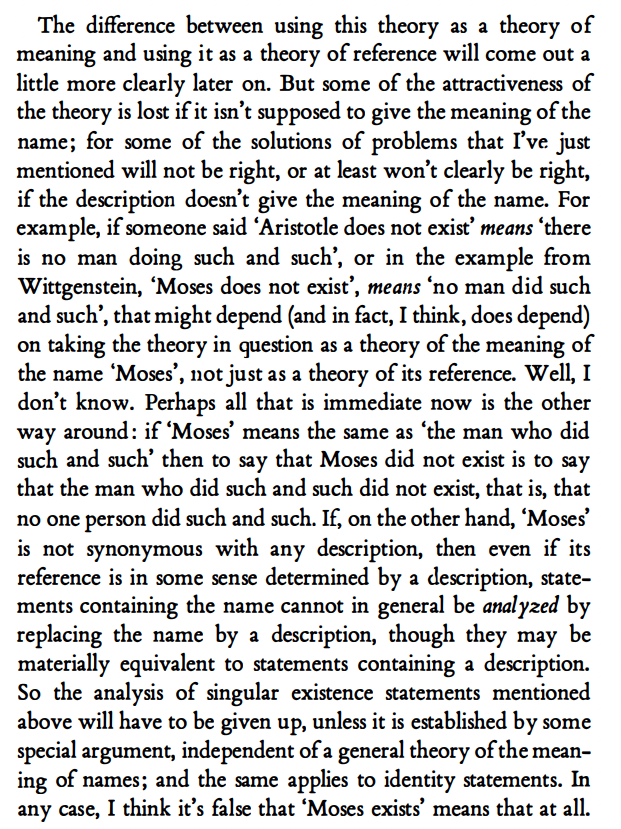 The difference between using this theory as a theory of
meaning and using it as a theory of reference will come out a
little more clearly later on. But some of the attractiveness of
the theory is lost if it isn't supposed to give the meaning of the
name; for some of the solutions of problems that I've just
mentioned will not be right, or at least won't clearly be right,
if the description doesn't give the meaning of the name. For
example, if someone said ‘Aristotle does not exist’ means ‘there
is no man doing such and such’, or in the example from
Wittgenstein, ‘Moses does not exist’, means ‘no man did such
and such’, that might depend (and in fact, I think, does depend)
on taking the theory in question as a theory of the meaning of
the name ‘Moses’, not just as a theory of its reference. Well, I
don't know. Perhaps all that is immediate now is the other
way around: if ‘Moses’ means the same as ‘the man who did
such and such’ then to say that Moses did not exist is to say
that the man who did such and such did not exist, that is, that
no one person did such and such. If, on the other hand, ‘Moses’
is not synonymous with any description, then even if its
reference is in some sense determined by a description, state-
ments containing the name cannot in general be analyzed by
replacing the name by a description, though they may be
materially equivalent to statements containing a description.
So the analysis of singular existence statements mentioned
above will have to be given up, unless it is established by some
special argument, independent of a general theory of the mean-
ing of names; and the same applies to identity statements. In
any case, I think it's false that ‘Moses exists’ means that at all.